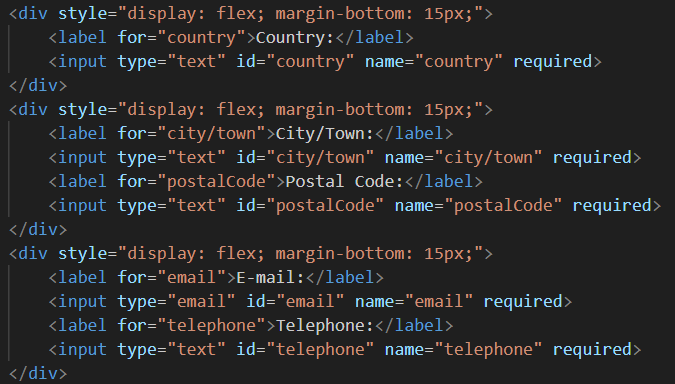 <div style="display: flex; margin-bottom: 15px;">
    <label for="country">Country:</label>
    <input type="text" id="country" name="country" required>
</div>
<div style="display: flex; margin-bottom: 15px;">
    <label for="city/town">City/Town:</label>
    <input type="text" id="city/town" name="city/town" required>
    <label for="postalCode">Postal Code:</label>
    <input type="text" id="postalCode" name="postalCode" required>
</div>
<div style="display: flex; margin-bottom: 15px;">
    <label for="email">E-mail:</label>
    <input type="email" id="email" name="email" required>
    <label for="telephone">Telephone:</label>
    <input type="text" id="telephone" name="telephone" required>
</div>